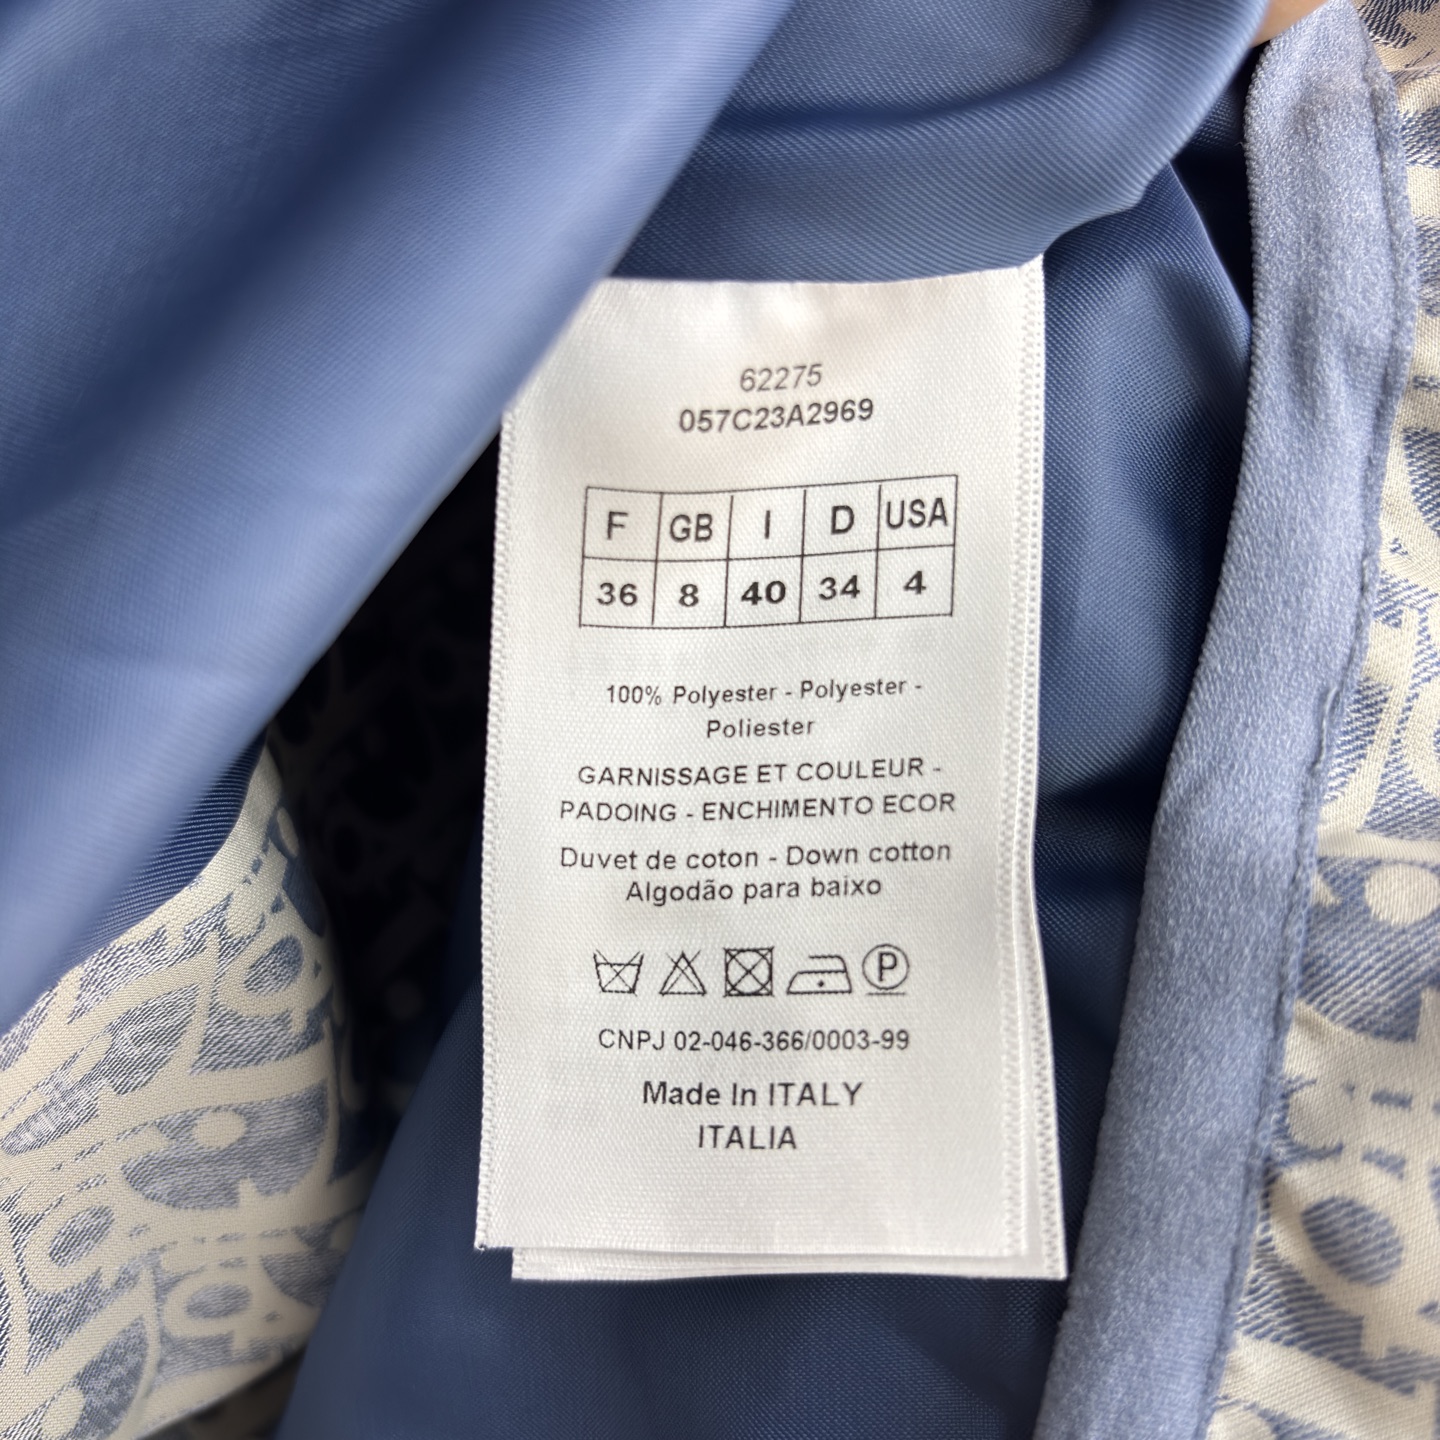 62275
057C23A2969
F GB I D USA
36 8 40 34 4
100% Polyester - Polyester -
Poliester
GARNISSAGE ET COULEUR -
PADOING - ENCHIMENTO ECOR
Duvet de coton - Down cotton
Algodão para baixo
P
CNPJ 02-046-366/0003-99
Made In ITALY
ITALIA